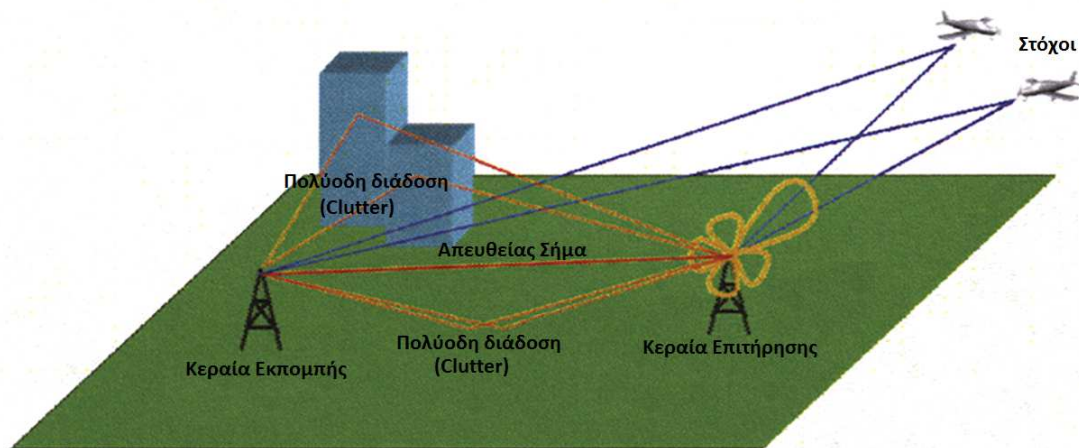 Στόχοι
Πολύοδη διάδοση
(Clutter)
Απευθείας Σήμα
Πολύοδη διάδοση
(Clutter)
Κεραία Επιτήρησης
Κεραία Εκπομπής